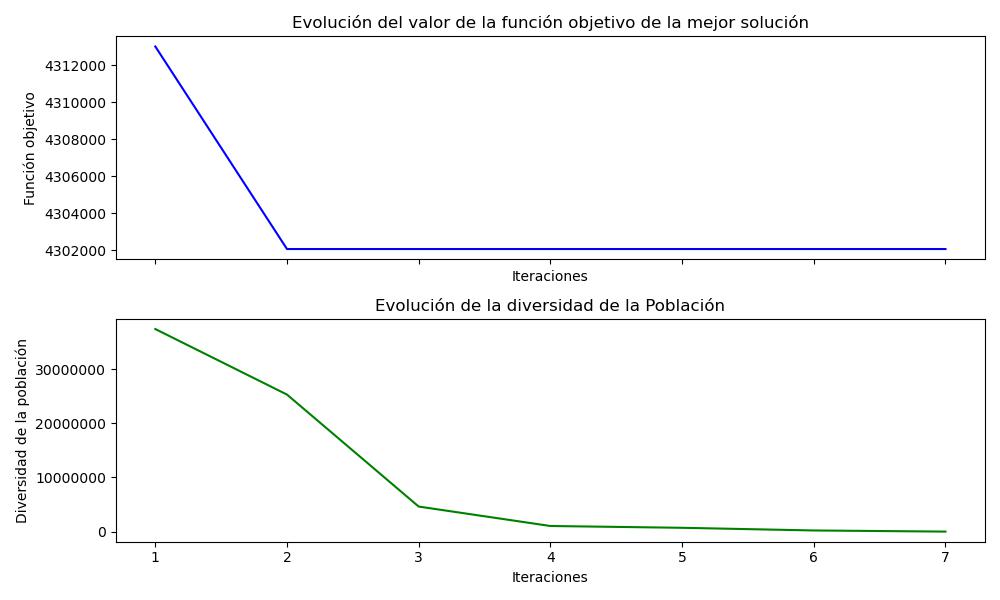 Evolución del valor de la función objetivo de la mejor solución
4312000
4310000
4308000
4306000
4304000
4302000
Función objetivo
Iteraciones
Evolución de la diversidad de la Población
30000000
20000000
10000000
0
Diversidad de la población
1 2 3 4 5 6 7
Iteraciones